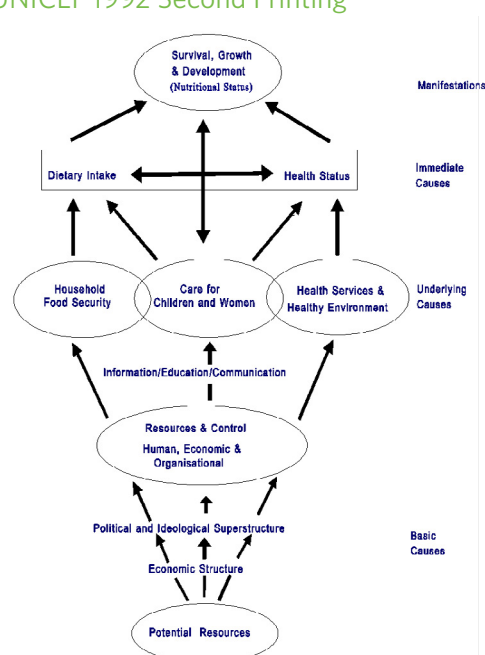 UNICEF 1992 Second Printing
Survival, Growth
& Development
(Nutritional Status)
Manifestations
Dietary Intake
Health Status
Immediate
Causes
Household
Food Security
Care for
Children and Women
Health Services &
Healthy Environment
Underlying
Causes
Information/Education/Communication
Resources & Control
Human, Economic &
Organisational
Political and Ideological Superstructure
Economic Structure
Basic
Causes
Potential Resources